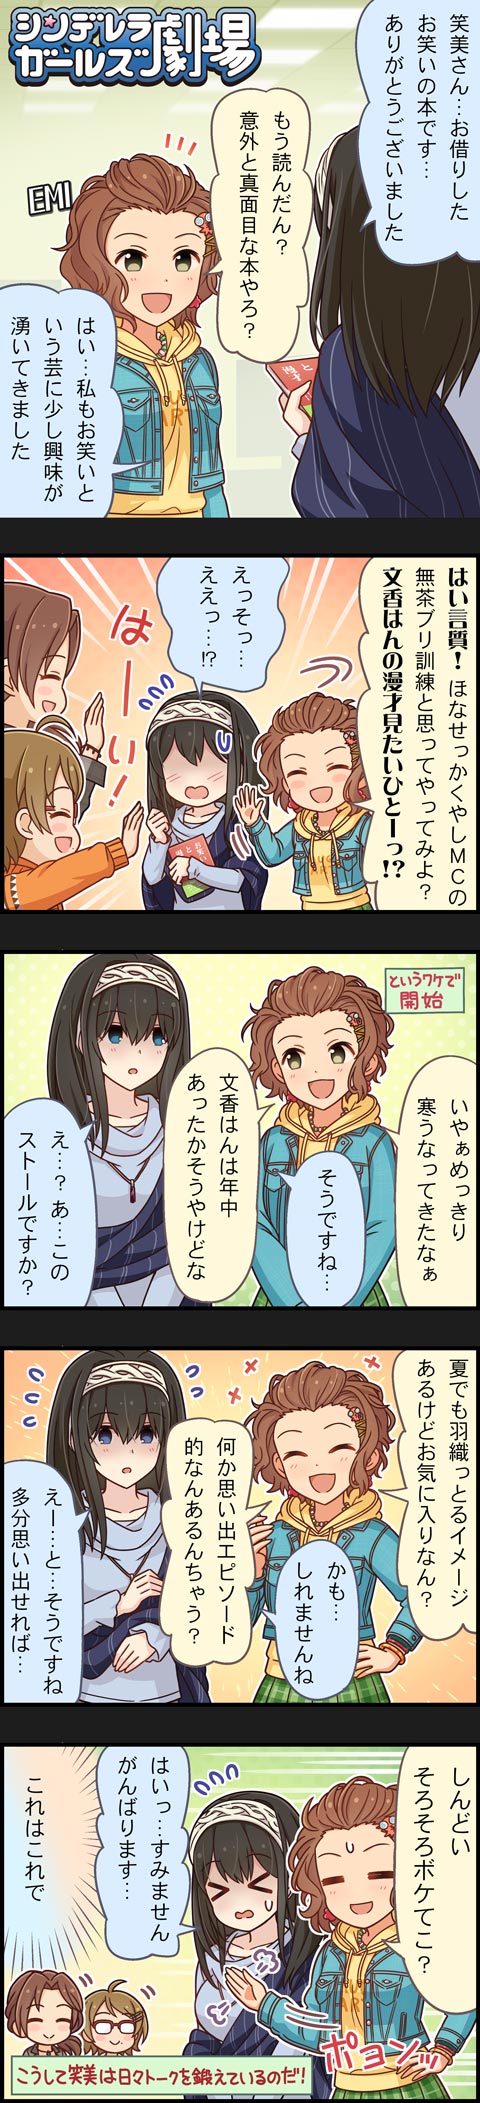 シンデレラ
ガールズ劇場
笑美さん…お借りした
お笑いの本です…
ありがとうございました
EMI
もう読んだん？
意外と真面目な本やろ？
はい…私もお笑いと
いう芸に少し興味が
湧いてきました
はい言質！ほなせっかくやしMCの
無茶ブリ訓練と思ってやってみよ？
文香はんの漫才見たいひとーっ!?
えっそっ…
ええっ…!?
はーい！
というワケで
開始
いやぁめっきり
寒うなってきたなぁ
そうですね…
文香はんは年中
あったかそうやけどな
え…？あ…この
ストールですか？
夏でも羽織っとるイメージ
あるけどお気に入りなん？
かも…
しれませんね
何か思い出エピソード
的なんあるんちゃう？
えー…と…そうですね
多分思い出せれば…
しんどい
そろそろボケてこ？
はいっ…すみません
がんばります…
これはこれで
ポヨンッ
こうして笑美は日々トークを鍛えているのだ！